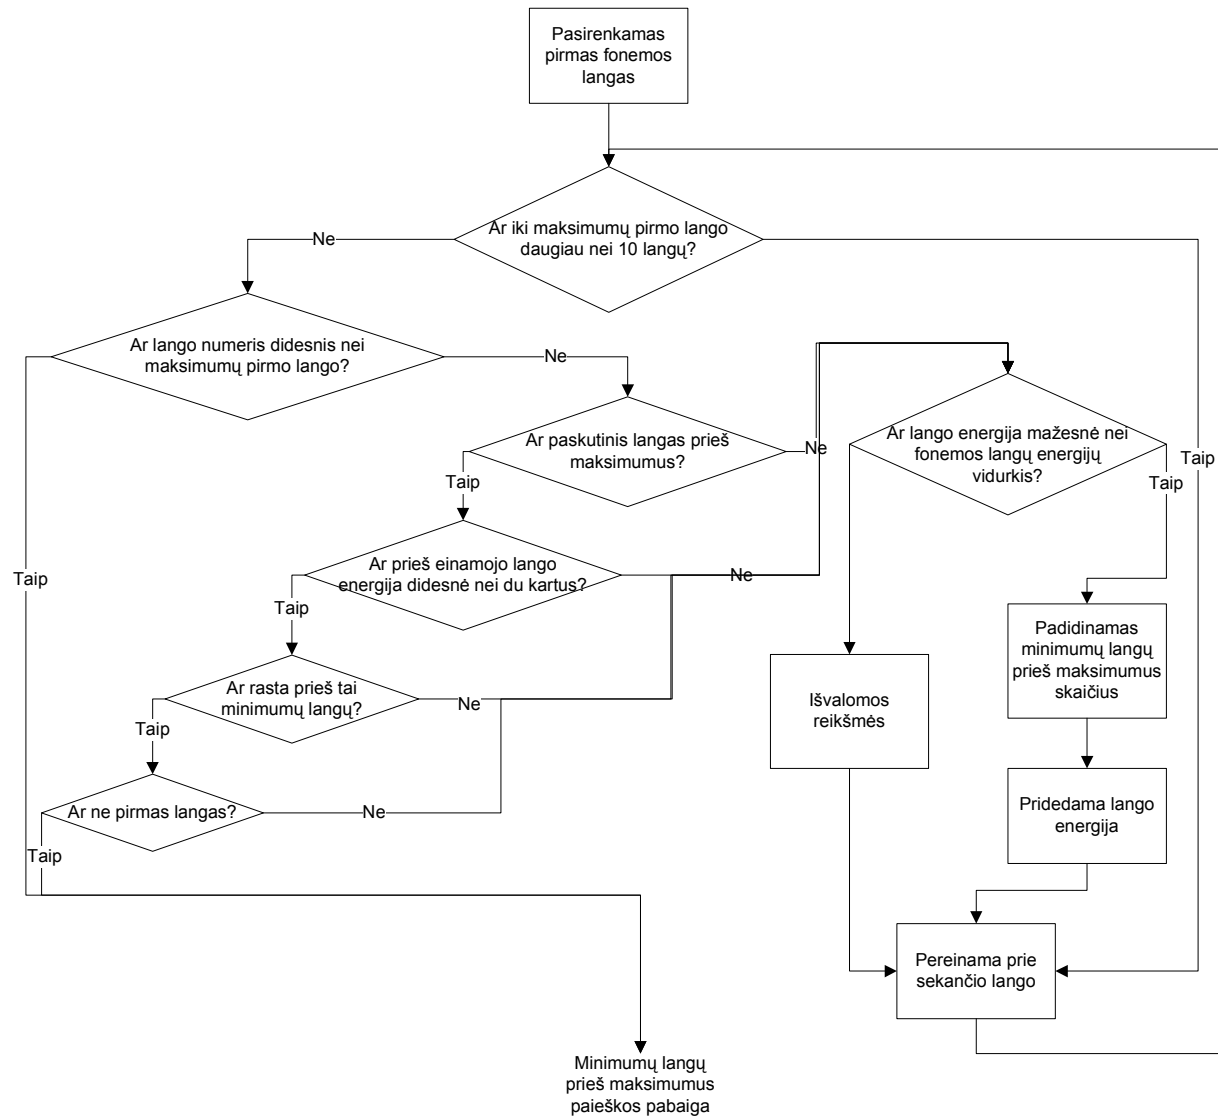 Pasirenkamas
pirmas fonemos
langas
Ar iki maksimumų pirmo lango
daugiau nei 10 langų?
Ne
Ar lango numeris didesnis nei
maksimumų pirmo lango?
Ne
Ar paskutinis langas prieš
maksimumus?
Ne
Ar lango energija mažesnė nei
fonemos langų energijų
vidurkis?
Taip
Taip
Taip
Ar prieš einamojo lango
energija didesnė nei du kartus?
Ne
Taip
Taip
Padidinamas
minimumų langų
prieš maksimumus
skaičius
Ar rasta prieš tai
minimumų langų?
Ne
Išvalomos
reikšmės
Taip
Ar ne pirmas langas?
Ne
Pridedama lango
energija
Taip
Pereinama prie
sekančio lango
Minimumų langų
prieš maksimumus
paieškos pabaiga